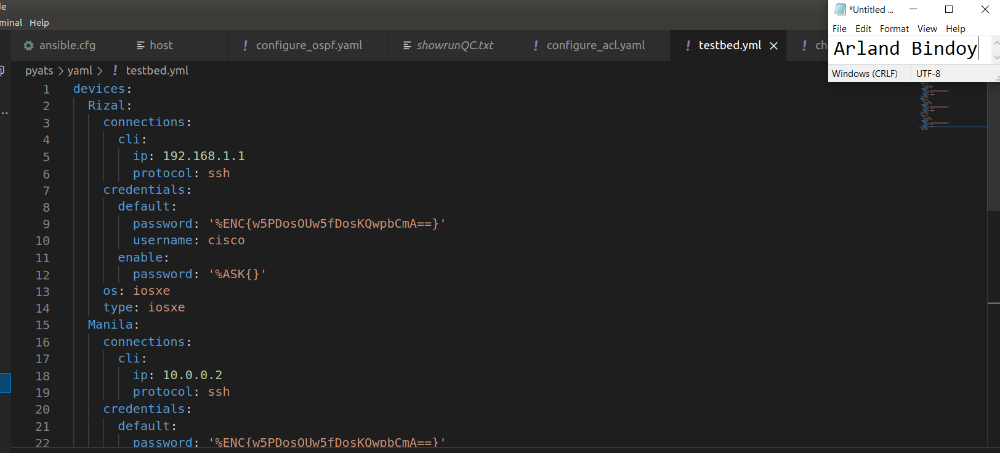 le
minal Help
ansible.cfg host configure_ospf.yaml showrunQC.txt configure_acl.yaml testbed.yml ch
*Untitled ...
File Edit Format View Help
Arland Bindoy
Windows (CRLF) UTF-8
pyats > yaml > ! testbed.yml
1 devices:
2 Rizal:
3 connections:
4 cli:
5 ip: 192.168.1.1
6 protocol: ssh
7 credentials:
8 default:
9 password: '%ENC{w5PDosOUw5fDosKQwpbCmA==}'
10 username: cisco
11 enable:
12 password: '%ASK{}'
13 os: iosxe
14 type: iosxe
15 Manila:
16 connections:
17 cli:
18 ip: 10.0.0.2
19 protocol: ssh
20 credentials:
21 default:
22 password: '%ENC{w5PDosOUw5fDosKQwpbCmA==}'